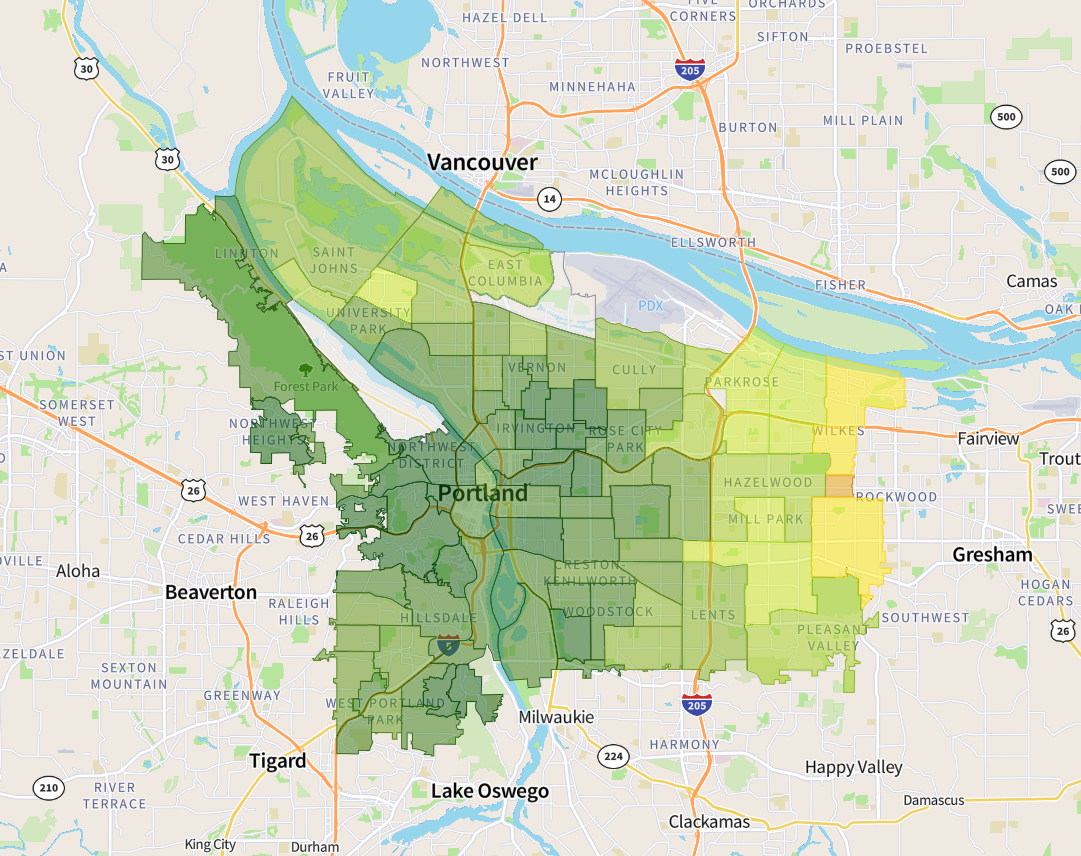 HAZEL DELL
FIVE
CORNERS
ORCHARDS
SIFTON
PROEBSTEL
30
NORTHWEST
205
FRUIT
VALLEY
MINNEHAHA
500
BURTON
MILL PLAIN
30
Vancouver
500
MCLOUGHLIN
HEIGHTS
14
ELLSWORTH
LINNTON
SAINT
JOHNS
EAST
COLUMBIA
A
FISHER
Camas
PDX
OAK
UNIVERSITY
PARK
ST UNION
VERNON
CULLY
Forest Park
PARKROSE
SOMERSET
WEST
NORTHWEST
HEIGHTS
IRVINGTON
ROSE CITY
PARK
WILKES
Fairview
NORTHWEST
DISTRICT
Trout
26
Portland
HAZELWOOD
ROCKWOOD
WEST HAVEN
MILL PARK
SWE
26
CEDAR HILLS
Gresham
OVILLE
Aloha
CRESTON-
KENILWORTH
Beaverton
HOGAN
CEDARS
RALEIGH
HILLS
HILLSDALE
WOODSTOCK
LENTS
SOUTHWEST
PLEASANT
VALLEY
26
5
ZELDALE
SEXTON
MOUNTAIN
GREENWAY
WEST PORTLAND
PARK
205
Milwaukie
HARMONY
Tigard
224
Happy Valley
210
RIVER
TERRACE
Lake Oswego
Damascus
Clackamas
King City
Durham